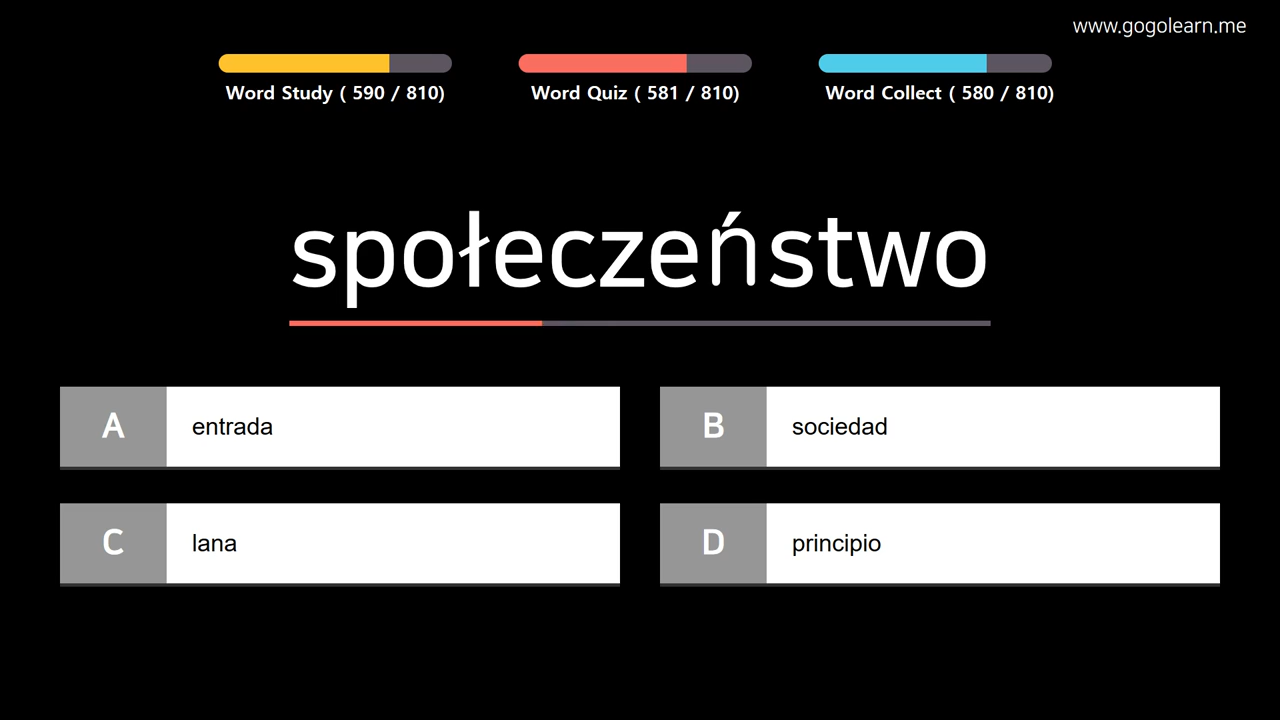 www.gogolearn.me
Word Study ( 590 / 810)
Word Quiz ( 581 / 810)
Word Collect ( 580 / 810)
społeczeństwo
A entrada
B sociedad
C lana
D principio